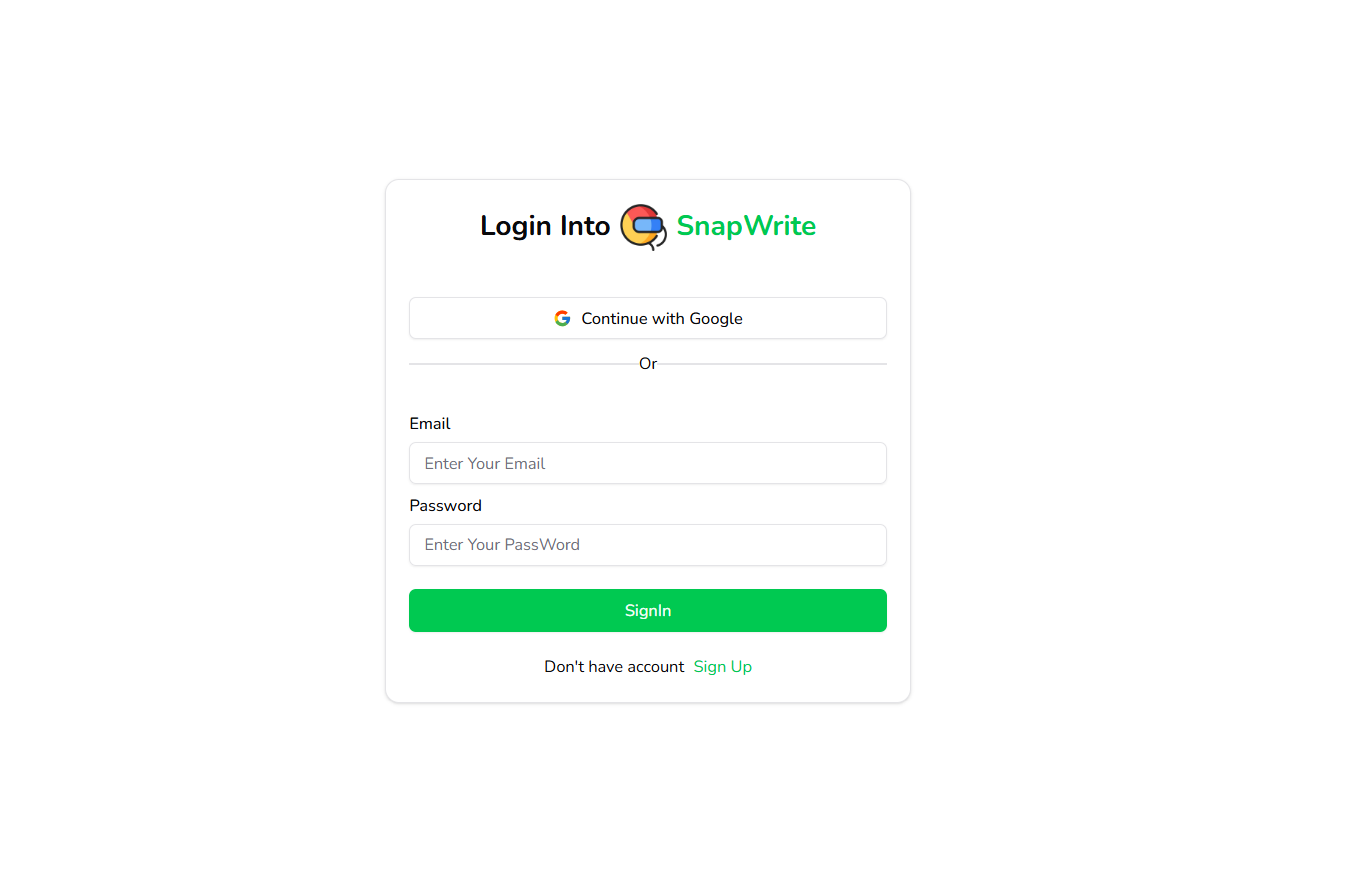 Login Into SnapWrite
Continue with Google
Or
Email
Enter Your Email
Password
Enter Your PassWord
SignIn
Don't have account Sign Up